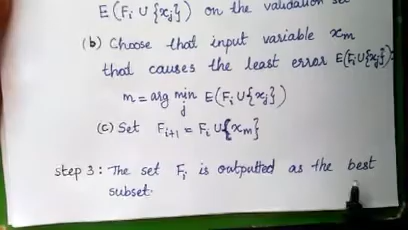 E(Fᵢ ∪ {xⱼ}) on the validation set
(b) Choose that input variable xₘ
that causes the least error E(Fᵢ∪{xⱼ})
m = arg min E(Fᵢ∪{xⱼ})
j
(c) Set Fᵢ₊₁ = Fᵢ ∪{xₘ}
step 3: The set Fᵢ is outputted as the best
subset.